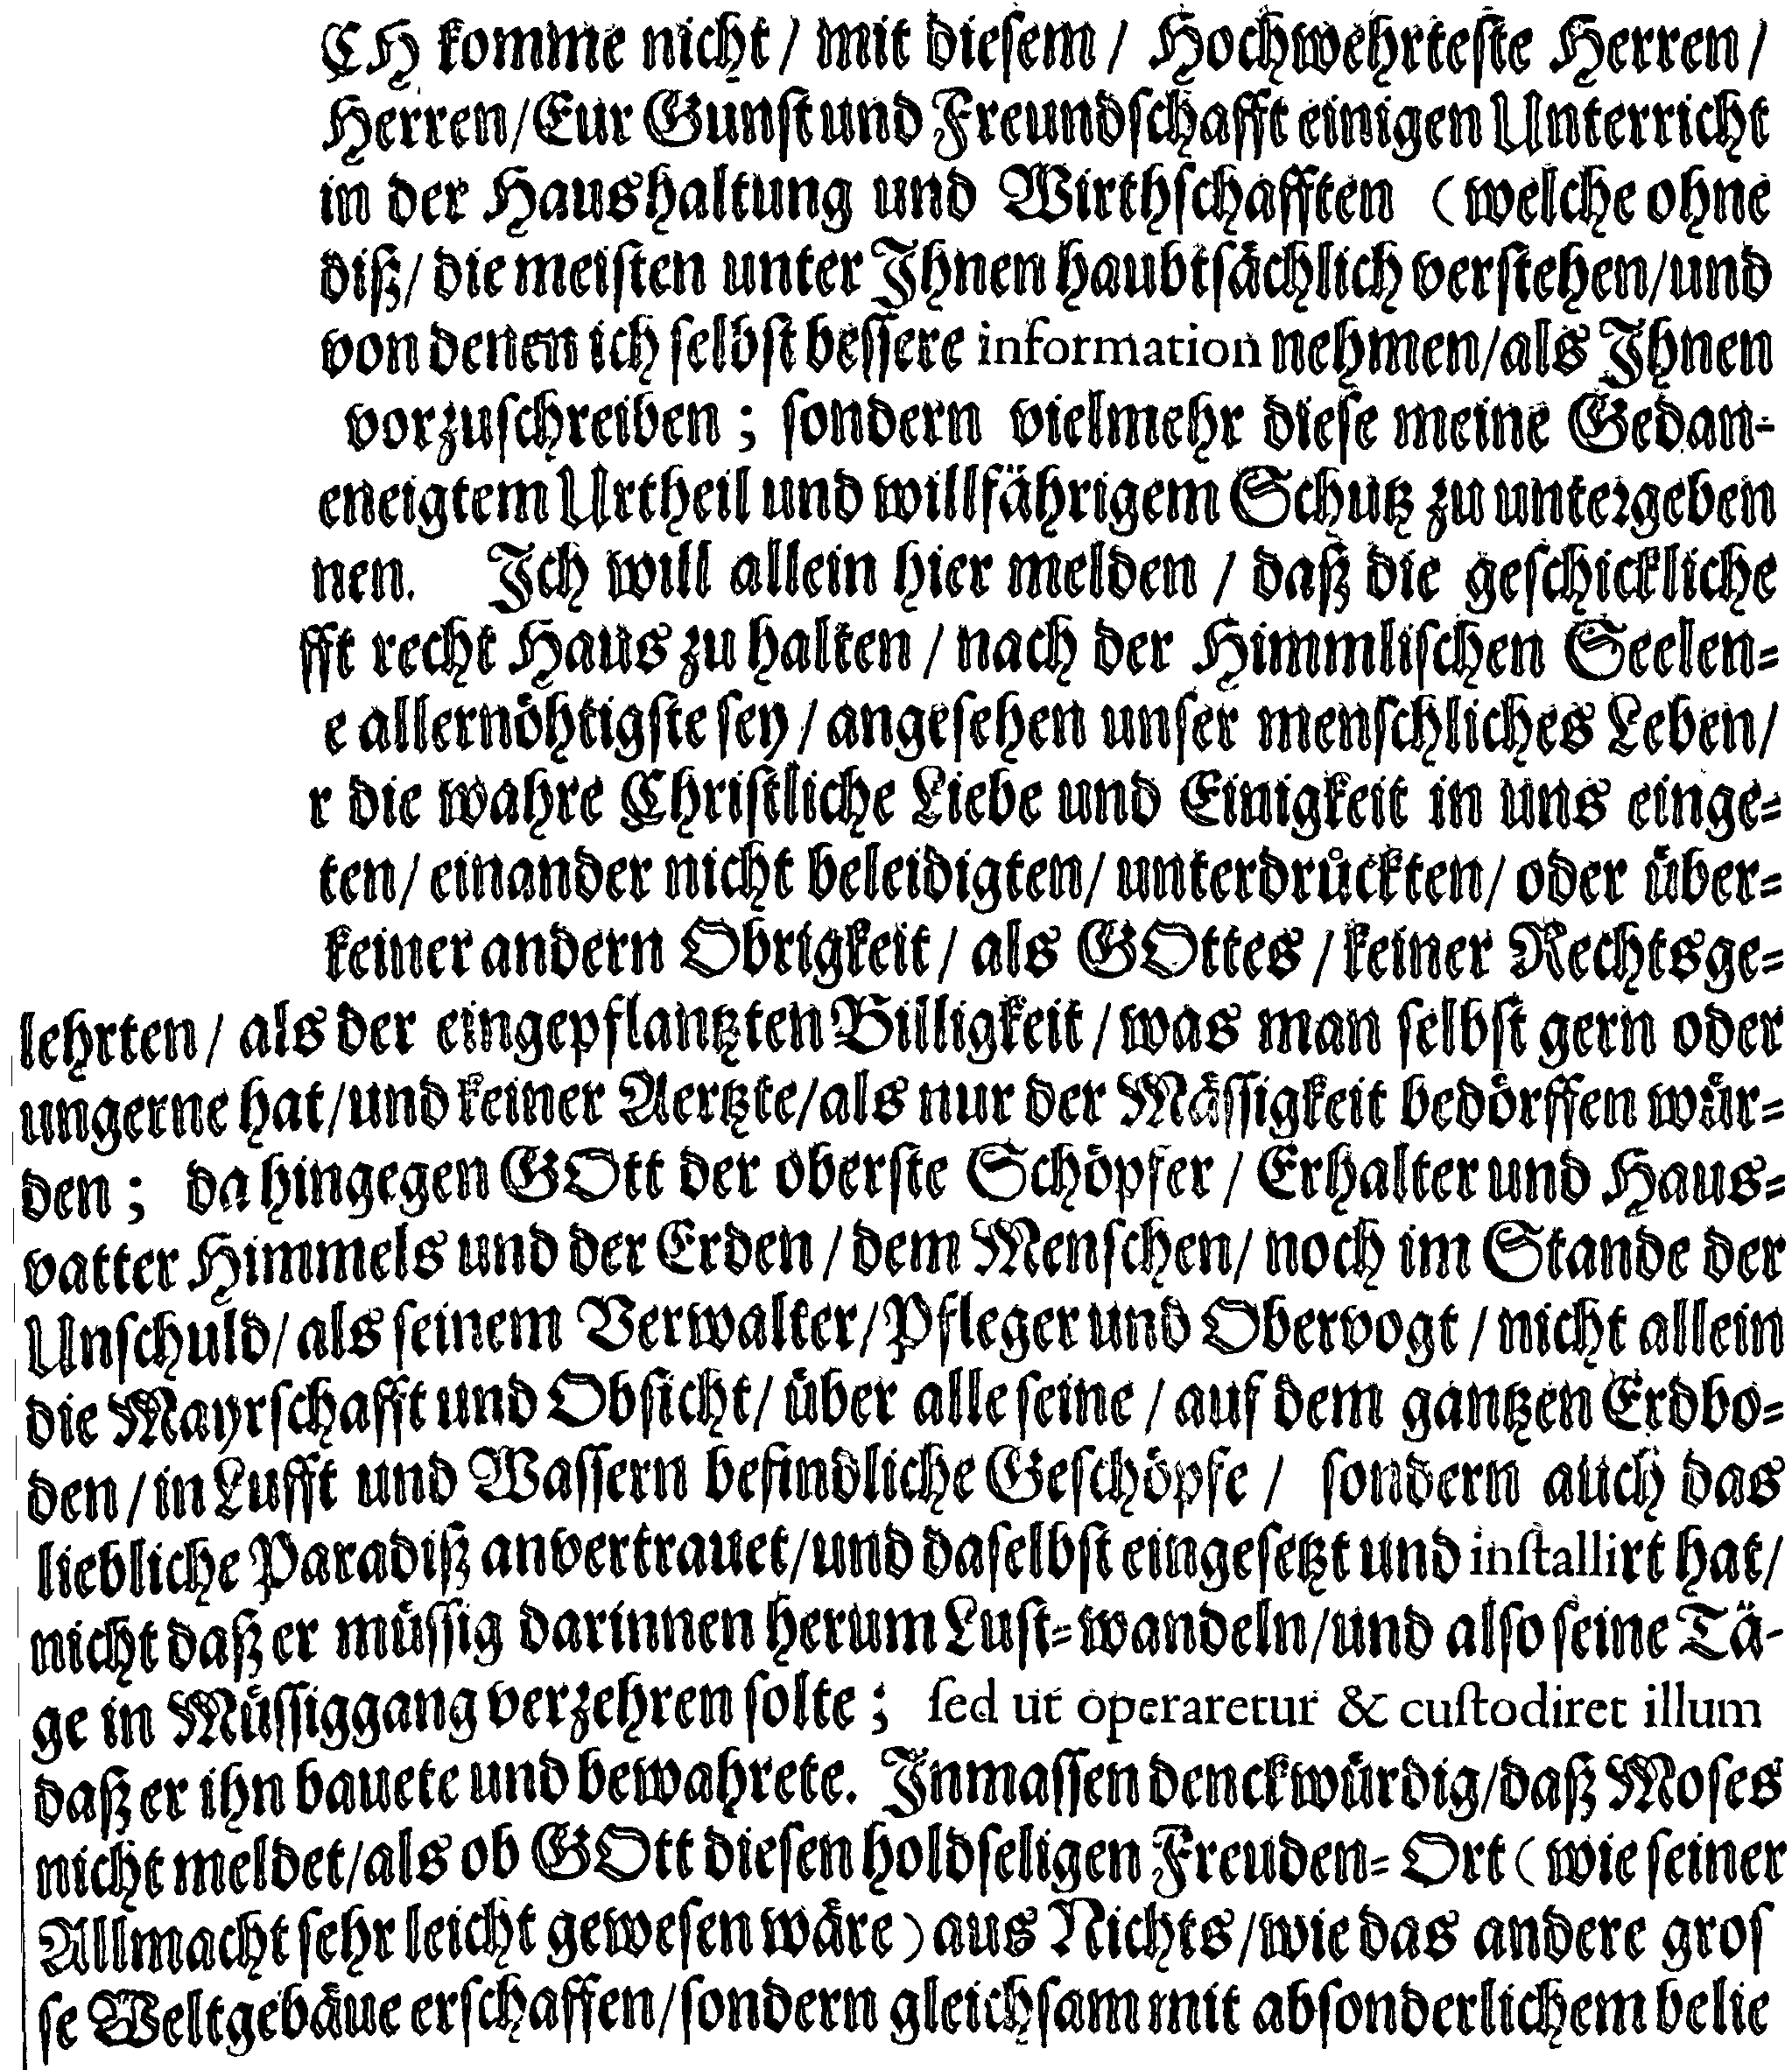 CH komme nicht / mit diesem / Hochwehrteste Herren /
Herren / Eur Gunst und Freundschafft einigen Unterricht
in der Haushaltung und Wirthschafften (welche ohne
diß / die meisten unter Ihnen haubtsächlich verstehen / und
von denen ich selbst bessere information nehmen / als Ihnen
vorzuschreiben ; sondern vielmehr diese meine Gedan-
eneigtem Urtheil und willfährigem Schutz zu untergeben
nen. Ich will allein hier melden / daß die geschickliche
fft recht Haus zu halten / nach der Himmlischen Seelen-
e allernöhtigste sey / angesehen unser menschliches Leben /
r die wahre Christliche Liebe und Einigkeit in uns einge-
ten / einander nicht beleidigten / unterdrückten / oder über-
keiner andern Obrigkeit / als GOttes / keiner Rechtsge-
lehrten / als der eingepflantzten Billigkeit / was man selbst gern oder
ungerne hat / und keiner Aertzte / als nur der Mässigkeit bedörffen wür-
den ; da hingegen GOtt der oberste Schöpfer / Erhalter und Haus-
vatter Himmels und der Erden / dem Menschen / noch im Stande der
Unschuld / als seinem Verwalter / Pfleger und Obervogt / nicht allein
die Mayrschafft und Obsicht / über alle seine / auf dem gantzen Erdbo-
den / in Lufft und Wassern befindliche Geschöpfe / sondern auch das
liebliche Paradiß anvertrauet / und daselbst eingesetzt und installirt hat /
nicht daß er müssig darinnen herum Lust-wandeln / und also seine Tä-
ge in Müssiggang verzehren solte ; sed ut operaretur & custodiret illum
daß er ihn bauete und bewahrete. Inmassen denckwürdig / daß Moses
nicht meldet / als ob GOtt diesen holdseligen Freuden-Ort (wie seiner
Allmacht sehr leicht gewesen wäre) aus Nichts / wie das andere gros
se Weltgebäue erschaffen / sondern gleichsam mit absonderlichem belie